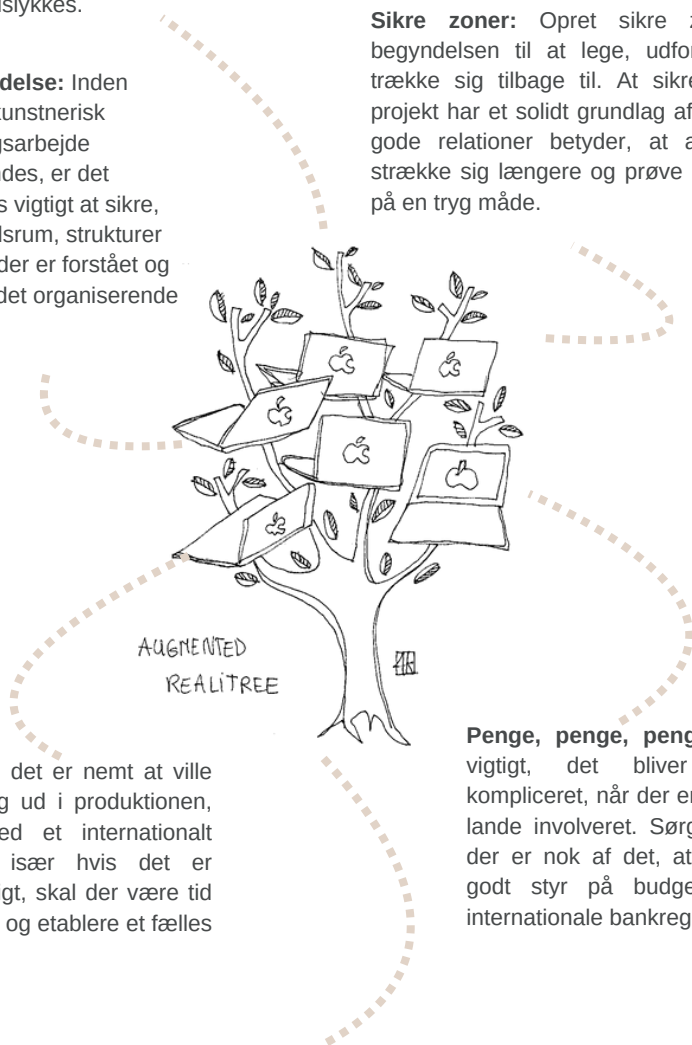 slykkes.
delse: Inden
kunstnerisk
gsarbejde
ndes, er det
s vigtigt at sikre,
dsrum, strukturer
der er forstået og
det organiserende
Sikre zoner: Opret sikre z
begyndelsen til at lege, udfor
trække sig tilbage til. At sikre
projekt har et solidt grundlag af
gode relationer betyder, at a
strække sig længere og prøve
på en tryg måde.
AUGMENTED
REALiTREE
det er nemt at ville
g ud i produktionen,
ed et internationalt
især hvis det er
igt, skal der være tid
og etablere et fælles
Penge, penge, peng
vigtigt, det bliver
kompliceret, når der er
lande involveret. Sørg
der er nok af det, at
godt styr på budge
internationale bankreg